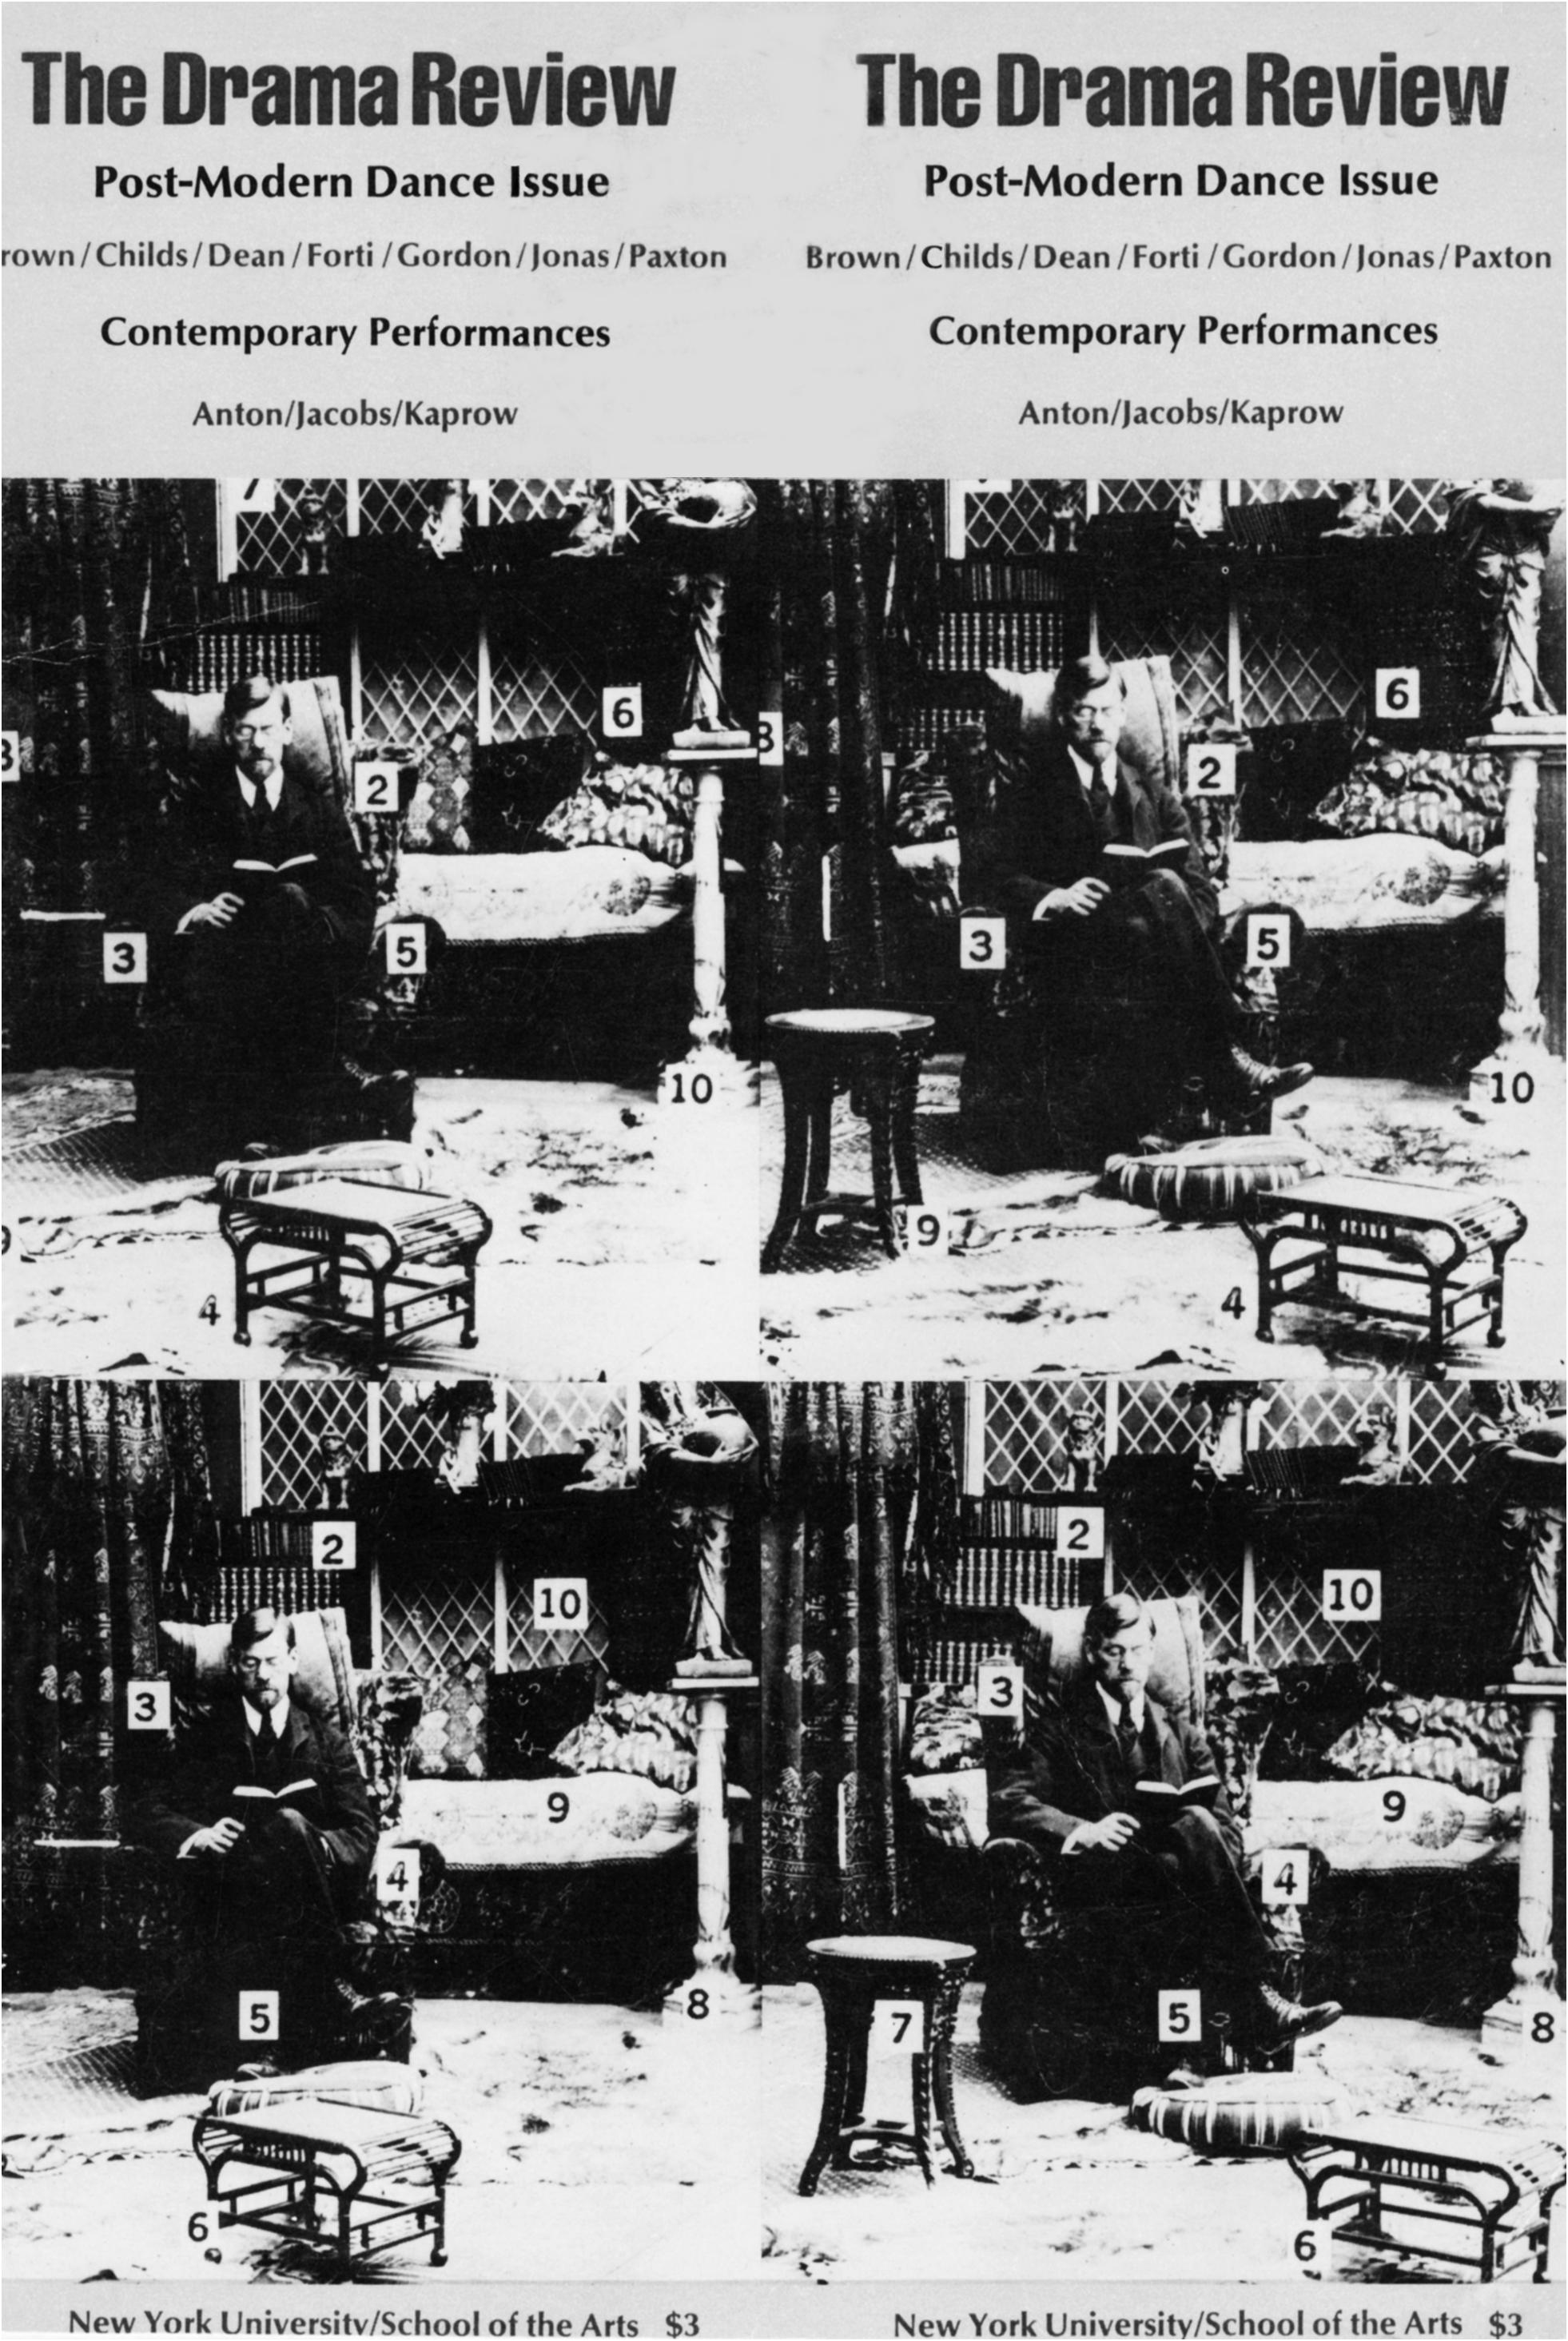 The Drama Review
Post-Modern Dance Issue
rown/Childs/Dean/Forti/Gordon/Jonas/Paxton
Contemporary Performances
Anton/Jacobs/Kaprow
The Drama Review
Post-Modern Dance Issue
Brown/Childs/Dean/Forti/Gordon/Jonas/Paxton
Contemporary Performances
Anton/Jacobs/Kaprow
7
6
8
2
3
5
10
9
4
6
8
2
3
5
10
9
4
2
10
3
9
4
5
8
6
2
10
3
9
4
5
7
8
6
New York University/School of the Arts $3
New York University/School of the Arts $3